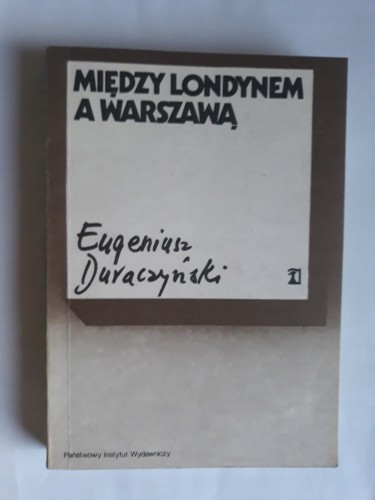 MIĘDZY LONDYNEM
A WARSZAWĄ
Eugeniusz
Duraczyński
Państwowy Instytut Wydawniczy